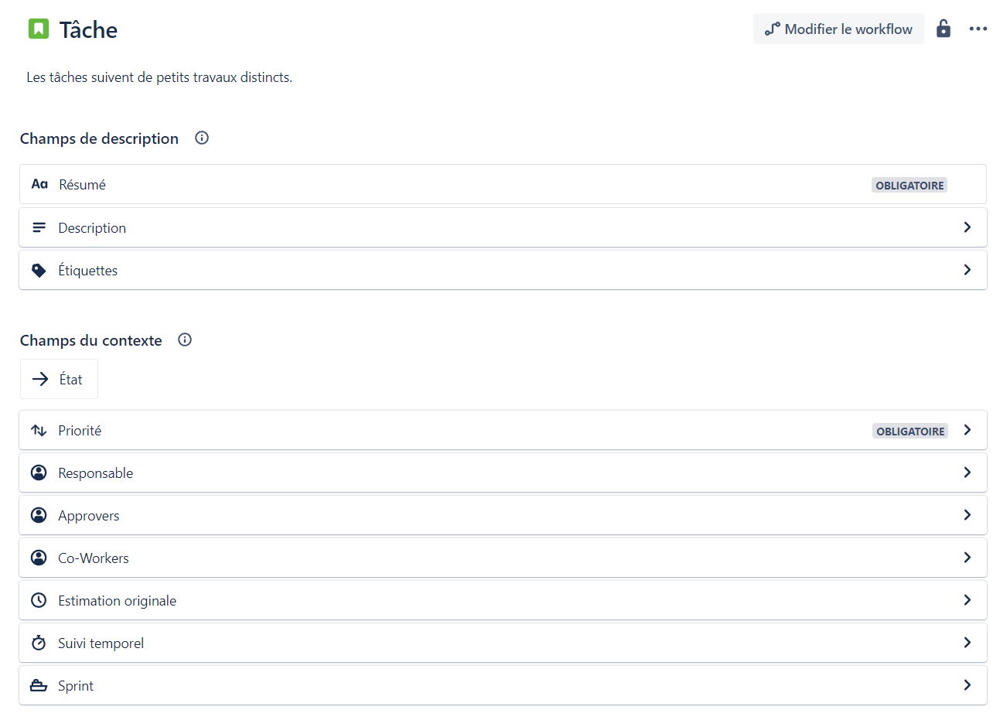 Tâche
Modifier le workflow
Les tâches suivent de petits travaux distincts.
Champs de description
Aa Résumé OBLIGATOIRE
Description
Étiquettes
Champs du contexte
État
Priorité OBLIGATOIRE
Responsable
Approvers
Co-Workers
Estimation originale
Suivi temporel
Sprint